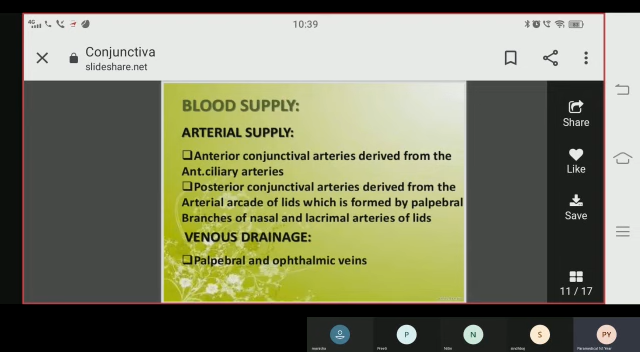 4G
10:39
Conjunctiva
slideshare.net
BLOOD SUPPLY:
ARTERIAL SUPPLY:
❑Anterior conjunctival arteries derived from the
Ant.ciliary arteries
❑Posterior conjunctival arteries derived from the
Arterial arcade of lids which is formed by palpebral
Branches of nasal and lacrimal arteries of lids
VENOUS DRAINAGE:
❑Palpebral and ophthalmic veins
Share
Like
Save
11 / 17
P
N
S
PY